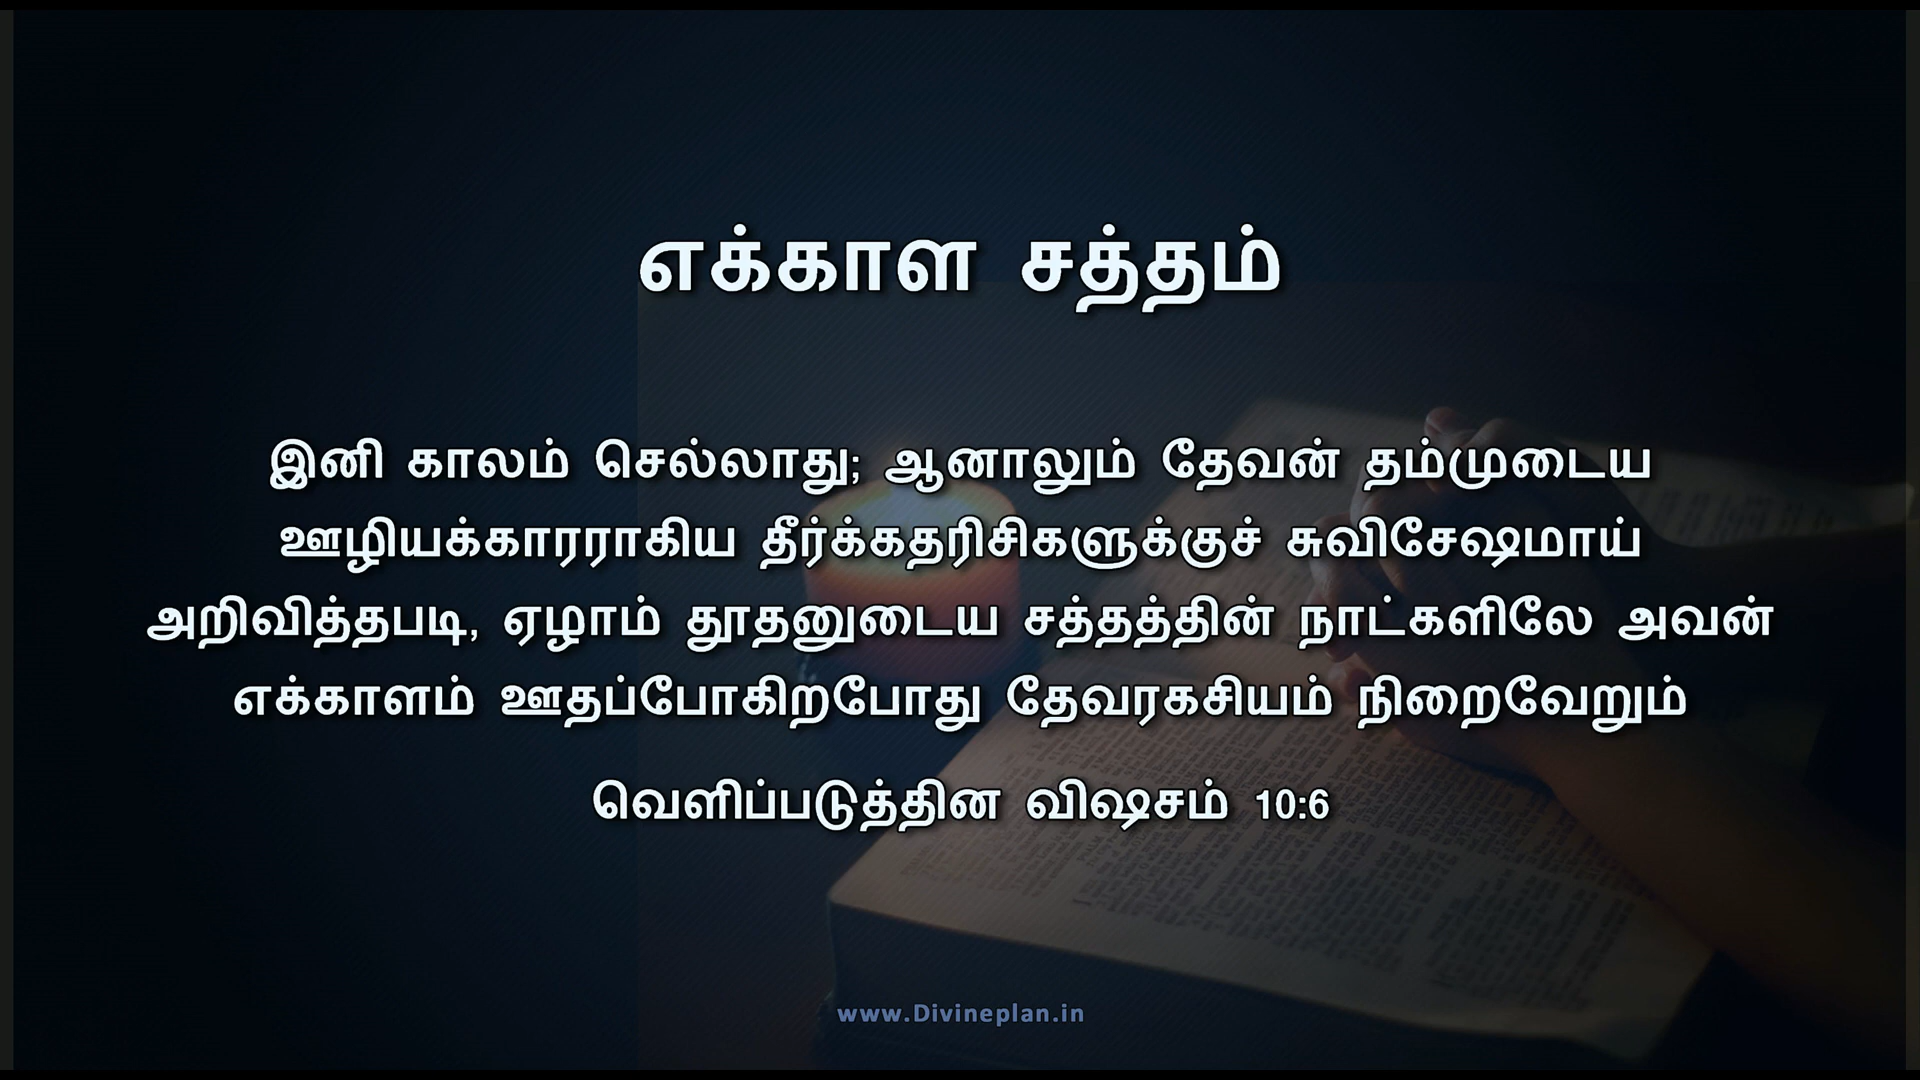 எக்காள சத்தம்
இனி காலம் செல்லாது; ஆனாலும் தேவன் தம்முடைய
ஊழியக்காரராகிய தீர்க்கதரிசிகளுக்குச் சுவிசேஷமாய்
அறிவித்தபடி, ஏழாம் தூதனுடைய சத்தத்தின் நாட்களிலே அவன்
எக்காளம் ஊதப்போகிறபோது தேவரகசியம் நிறைவேறும்
வெளிப்படுத்தின விஷசம் 10:6
www.Divineplan.in